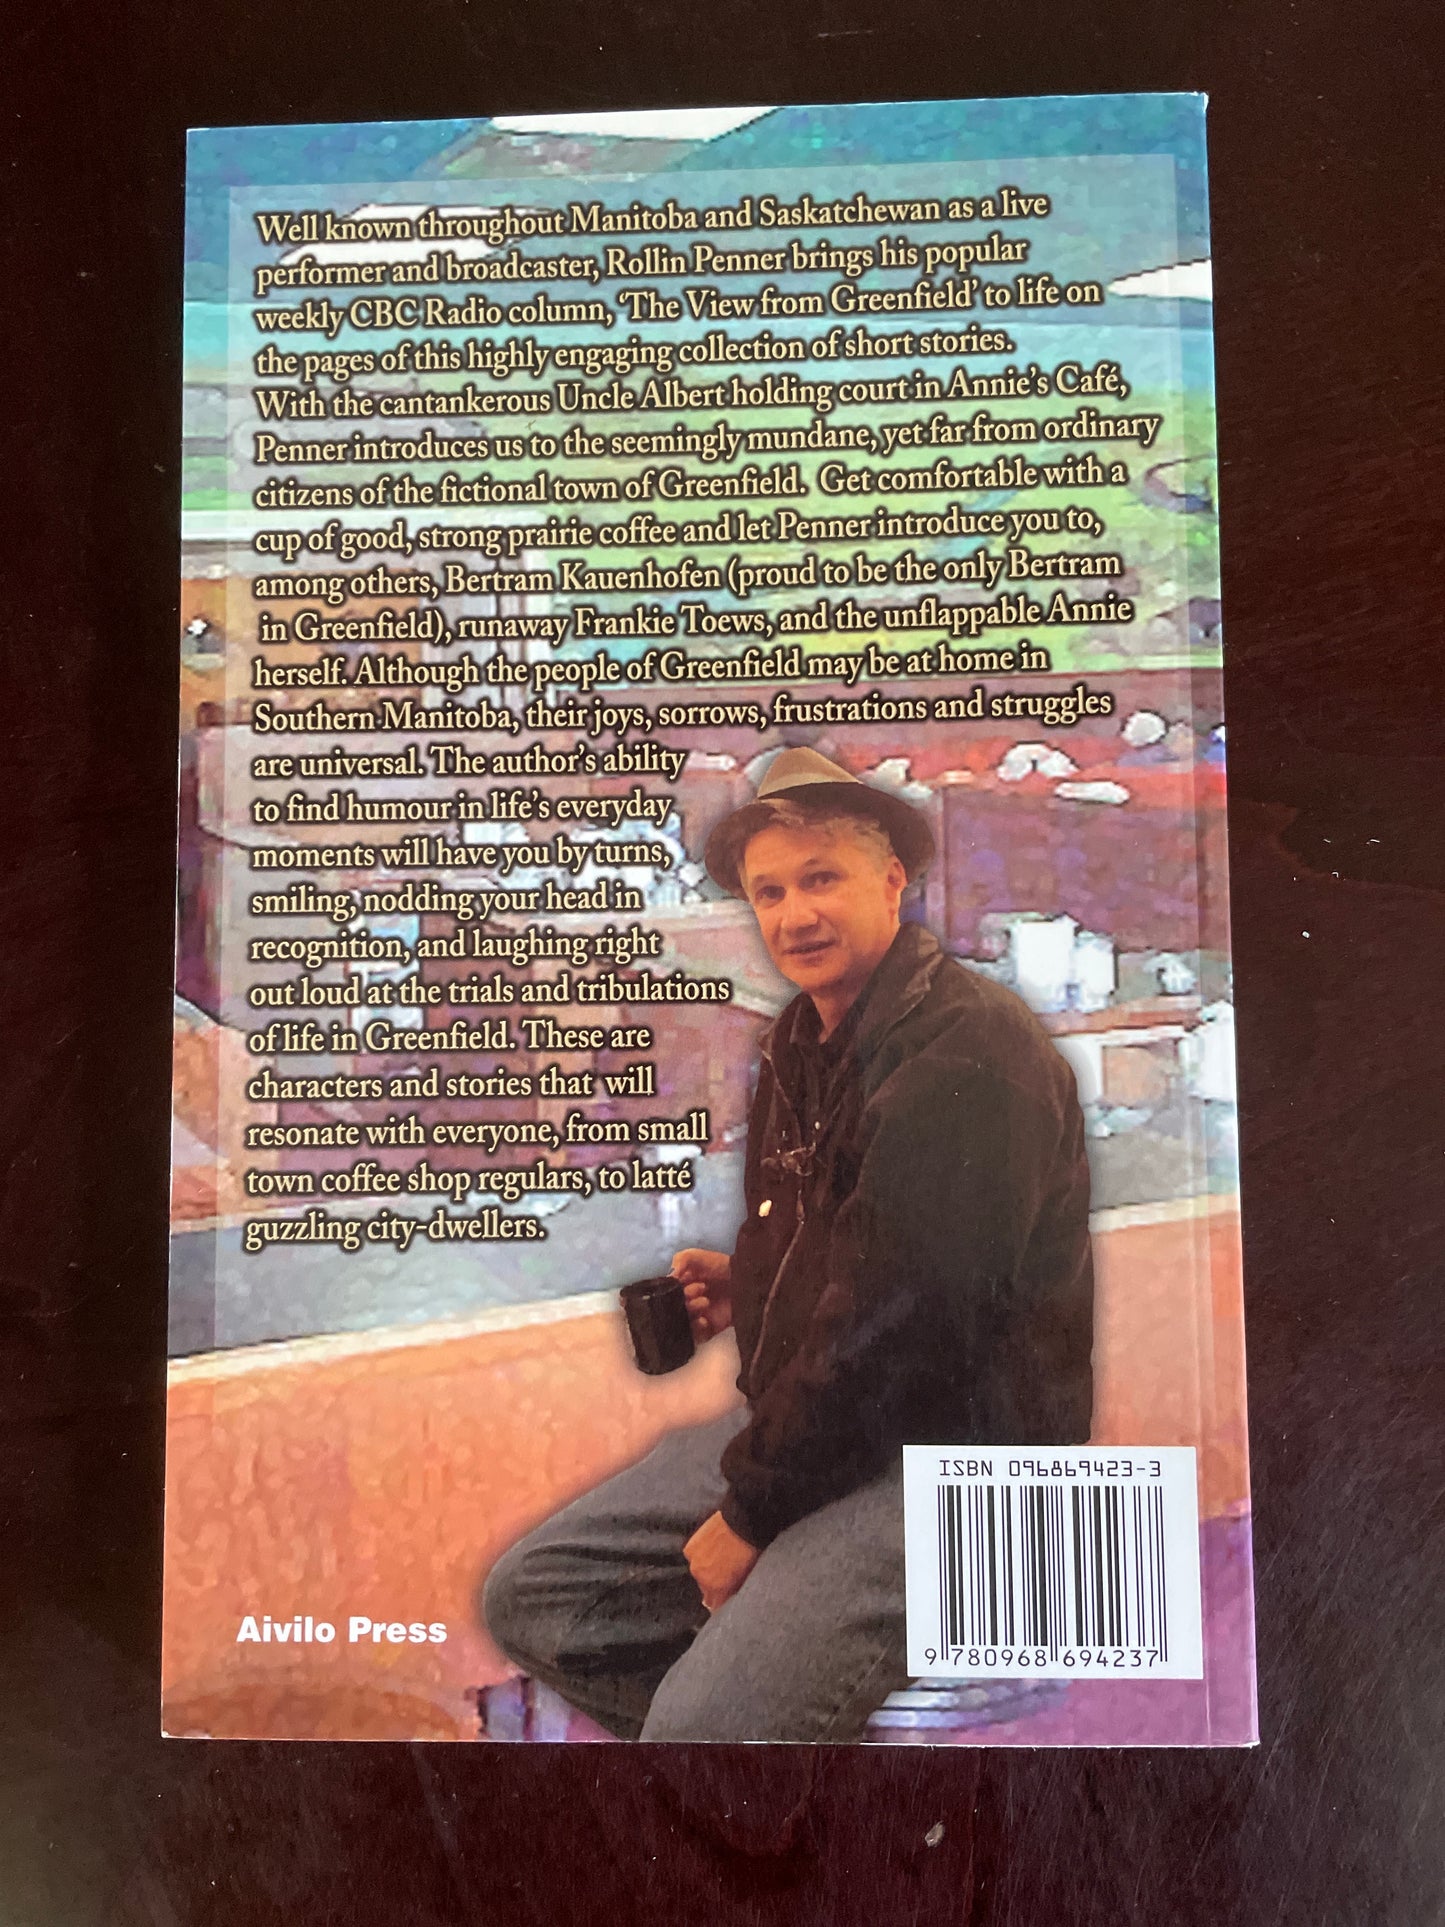 Well known throughout Manitoba and Saskatchewan as a live
performer and broadcaster, Rollin Penner brings his popular
weekly CBC Radio column, ‘The View from Greenfield’ to life on
the pages of this highly engaging collection of short stories.
With the cantankerous Uncle Albert holding court in Annie’s Café,
Penner introduces us to the seemingly mundane, yet far from ordinary
citizens of the fictional town of Greenfield. Get comfortable with a
cup of good, strong prairie coffee and let Penner introduce you to,
among others, Bertram Kauenhofen (proud to be the only Bertram
in Greenfield), runaway Frankie Toews, and the unflappable Annie
herself. Although the people of Greenfield may be at home in
Southern Manitoba, their joys, sorrows, frustrations and struggles
are universal. The author’s ability
to find humour in life’s everyday
moments will have you by turns,
smiling, nodding your head in
recognition, and laughing right
out loud at the trials and tribulations
of life in Greenfield. These are
characters and stories that will
resonate with everyone, from small
town coffee shop regulars, to latté
guzzling city-dwellers.
ISBN 096869423-3
9 780968 694237
Aivilo Press